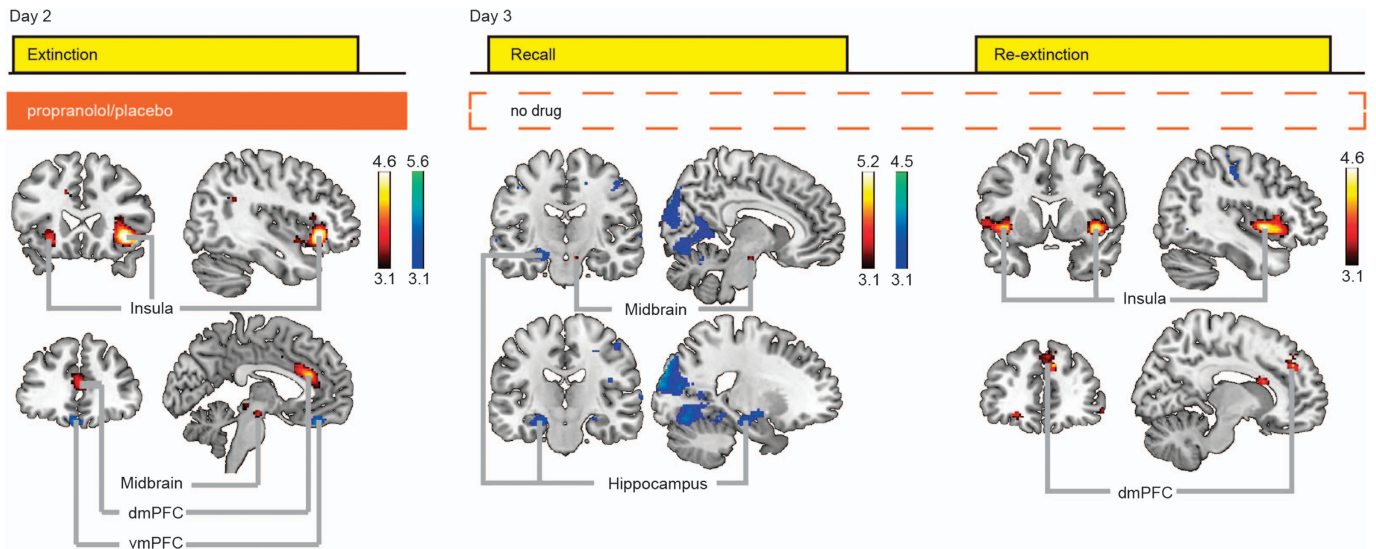 Day 2
Day 3
Extinction
Recall
Re-extinction
propranolol/placebo
no drug
4.6 5.6
3.1 3.1
Insula
Midbrain
dmPFC
vmPFC
5.2 4.5
3.1 3.1
Midbrain
Hippocampus
4.6
3.1
Insula
dmPFC